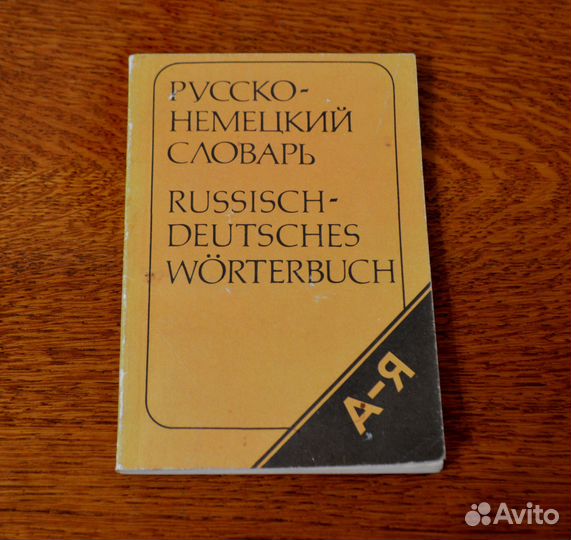 РУССКО-
НЕМЕЦКИЙ
СЛОВАРЬ
RUSSISCH-
DEUTSCHES
WÖRTERBUCH
А-Я
Avito